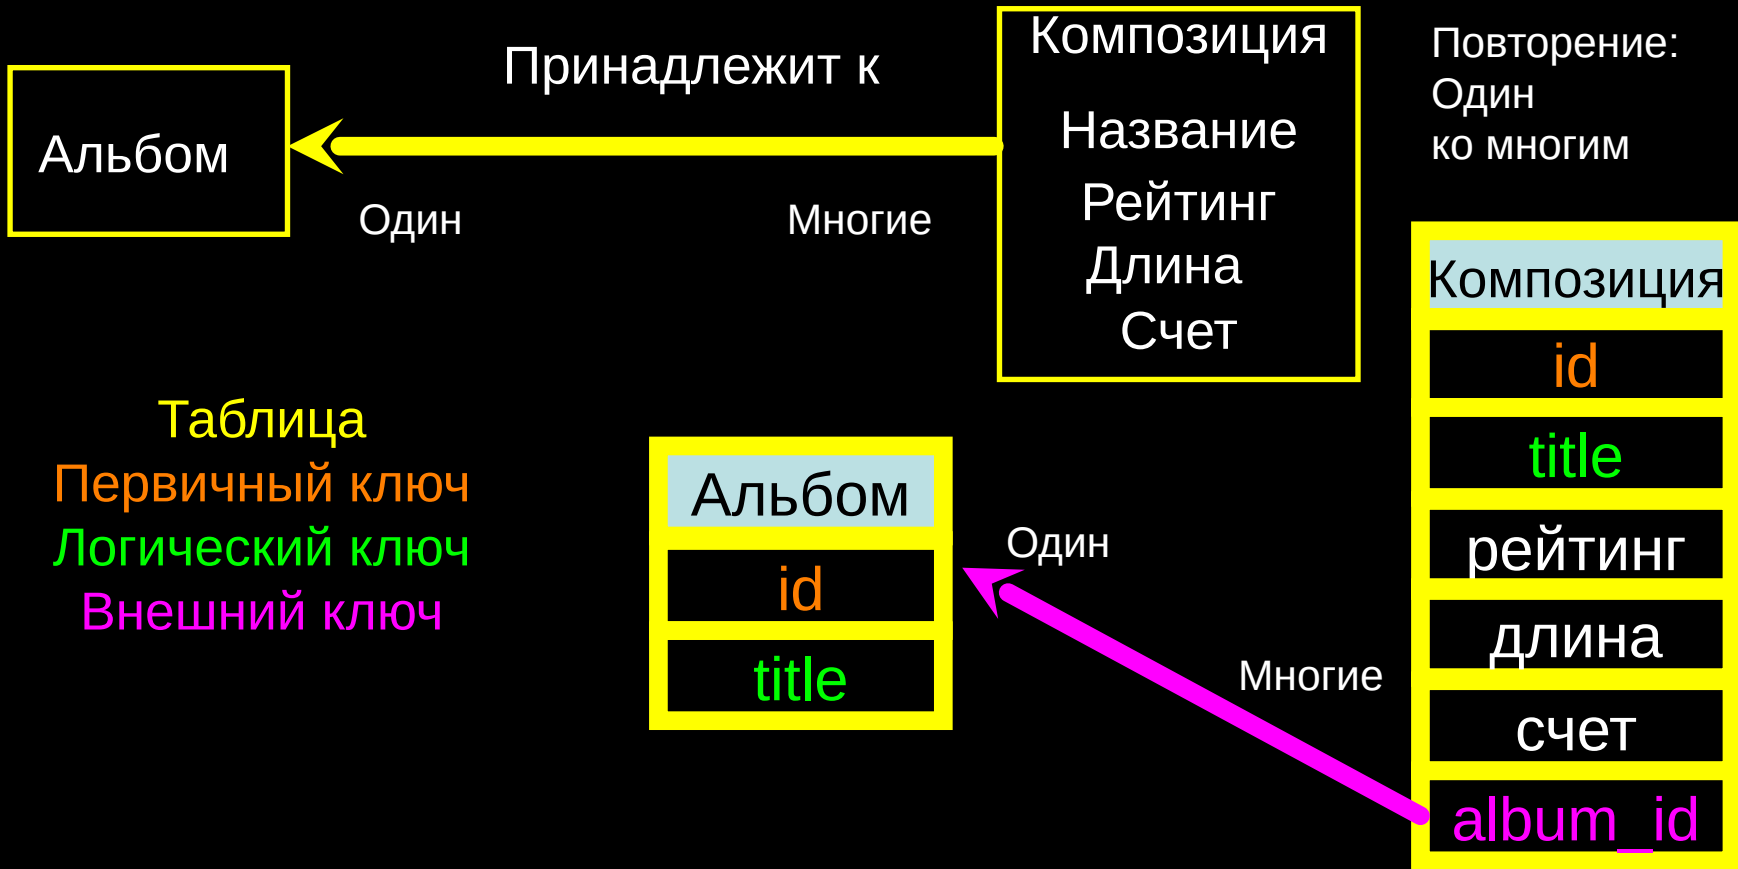 Принадлежит к
Альбом
Один
Многие
Композиция
Название
Рейтинг
Длина
Счет
Повторение:
Один
ко многим
Таблица
Первичный ключ
Логический ключ
Внешний ключ
Альбом
id
title
Один
Многие
Композиция
id
title
рейтинг
длина
счет
album_id